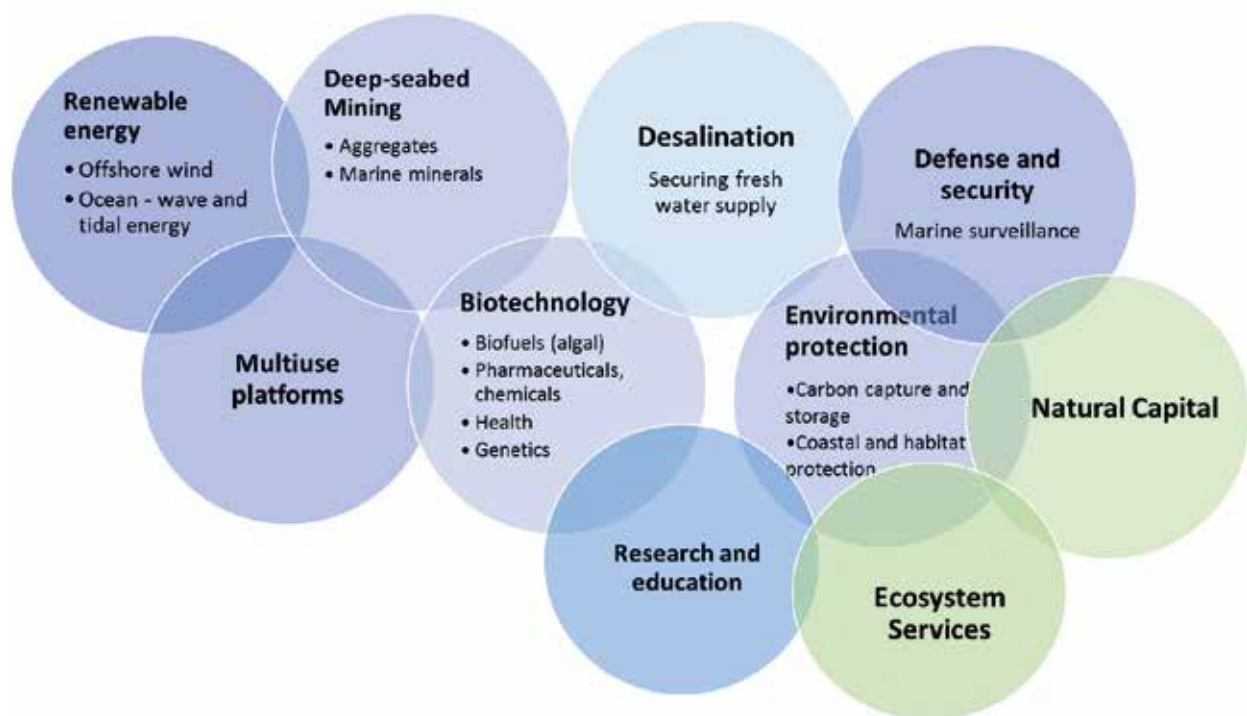 Renewable
energy
• Offshore wind
• Ocean - wave and
tidal energy
Deep-seabed
Mining
• Aggregates
• Marine minerals
Desalination
Securing fresh
water supply
Defense and
security
Marine surveillance
Multiuse
platforms
Biotechnology
• Biofuels (algal)
• Pharmaceuticals,
chemicals
• Health
• Genetics
Environmental
protection
•Carbon capture and
storage
•Coastal and habitat
protection
Natural Capital
Research and
education
Ecosystem
Services